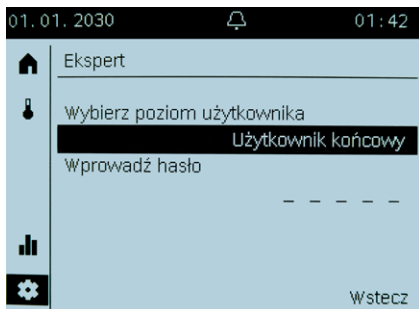 01.01.2030 01:42
Ekspert
Wybierz poziom użytkownika
Użytkownik końcowy
Wprowadź hasło
_ _ _ _ _
Wstecz